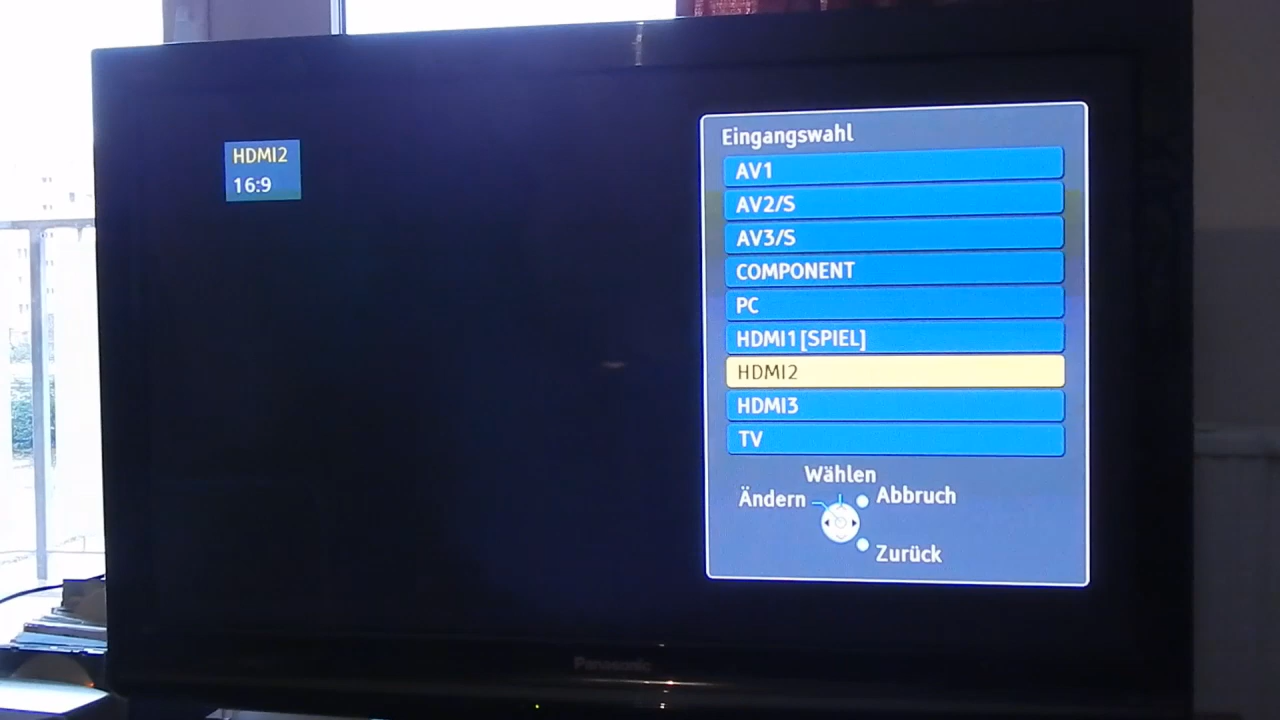 HDMI2
16:9
Eingangswahl
AV1
AV2/S
AV3/S
COMPONENT
PC
HDMI1[SPIEL]
HDMI2
HDMI3
TV
Wählen
Ändern
Abbruch
Zurück
Panasonic